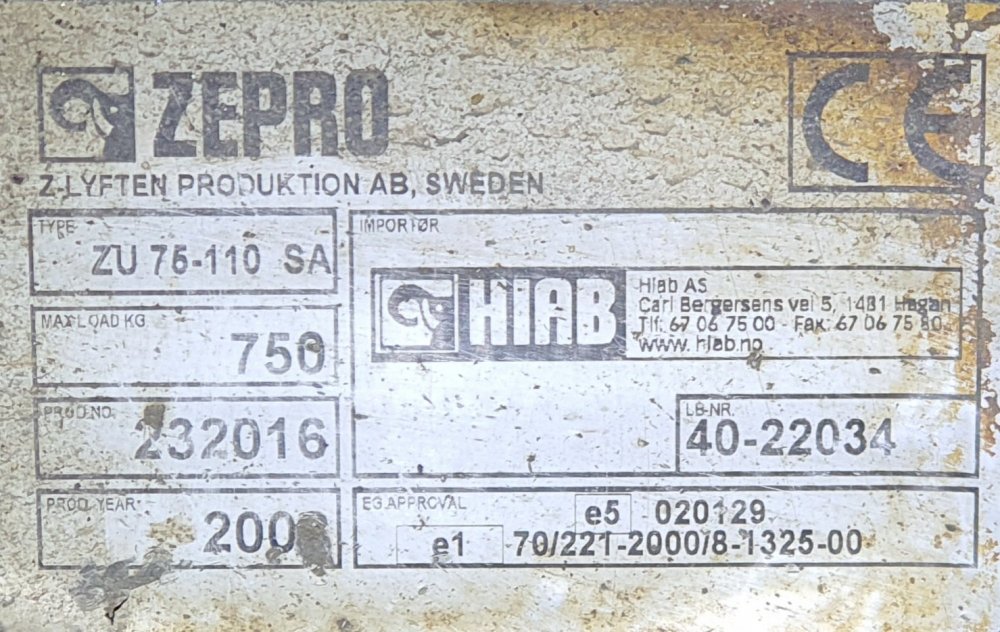 ZEPRO
CE
Z-LYFTEN PRODUKTION AB, SWEDEN
TYPE
ZU 75-110 SA
MAX LOAD KG
750
PROD.NO.
232016
PROD. YEAR
IMPORTØR
HIAB
Hiab AS
Carl Bergersens vei 5, 1481 Hagan
Tlf: 67 06 75 00 - Fax: 67 06 75 80
www.hiab.no
LB-NR.
40-22034
EG.APPROVAL
e5 020129
e1 70/221-2000/8-1325-00